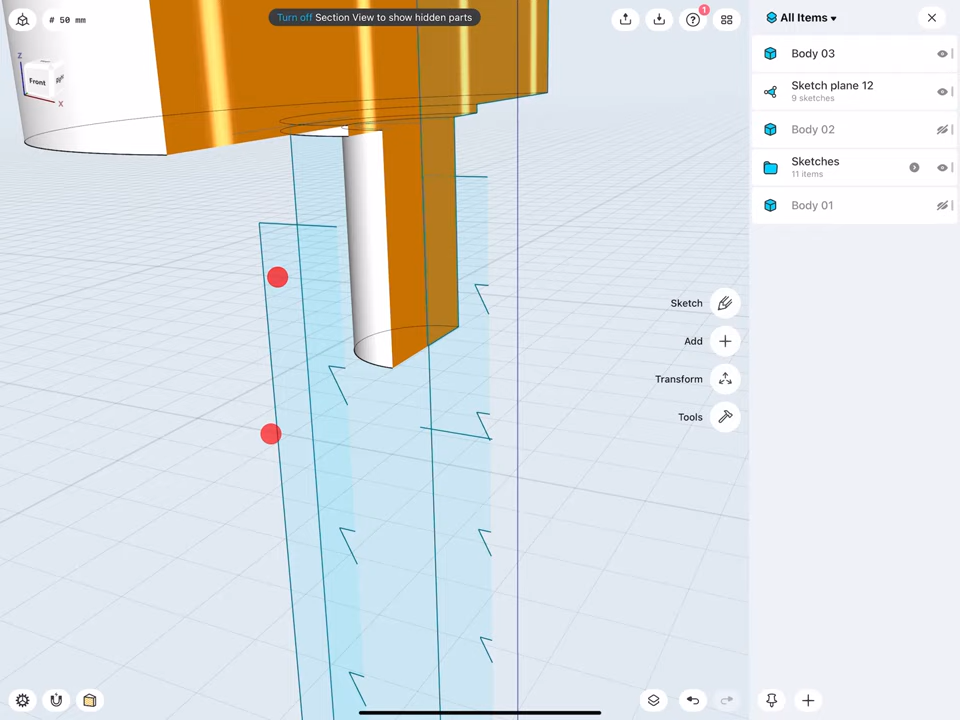 # 50 mm
Turn off Section View to show hidden parts
1
All Items
Z
Front
X
Body 03
Sketch plane 12
9 sketches
Body 02
Sketches
11 items
Body 01
Sketch
Add
Transform
Tools